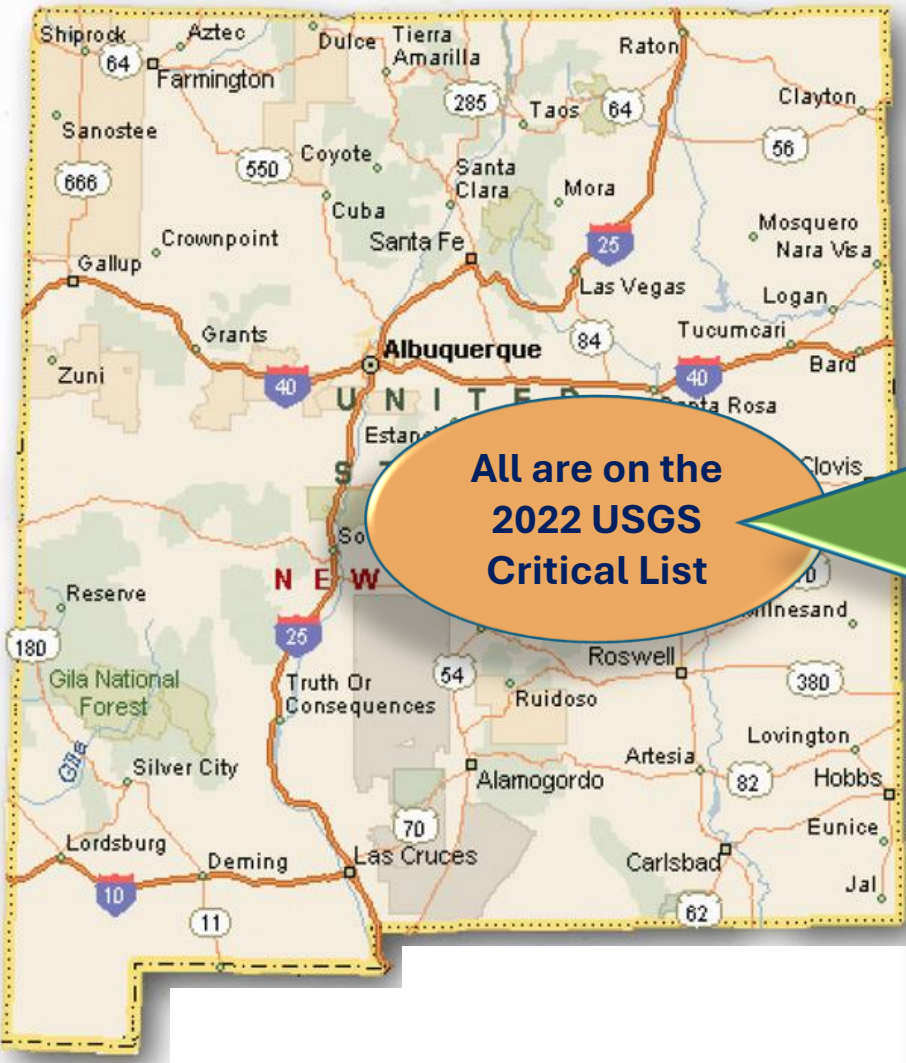 Shiprock
Aztec
Dulce
Tierra
Amarilla
Raton
64
Farmington
285
Taos
64
Clayton
Sanostee
550
Coyote
56
666
Santa
Clara
Mora
Cuba
Crownpoint
Santa Fe
25
Mosquero
Nara Visa
Gallup
Las Vegas
Logan
Grants
84
Tucumcari
Albuquerque
Zuni
40
40
Bard
UNITED
Santa Rosa
Clovis
All are on the
2022 USGS
Critical List
NEW
Reserve
25
180
Roswell
54
380
Gila National
Forest
Truth Or
Consequences
Ruidoso
Gila
Lovington
Silver City
Artesia
Alamogordo
82
Hobbs
70
Eunice
Lordsburg
Deming
Las Cruces
Carlsbad
Jal
10
11
62